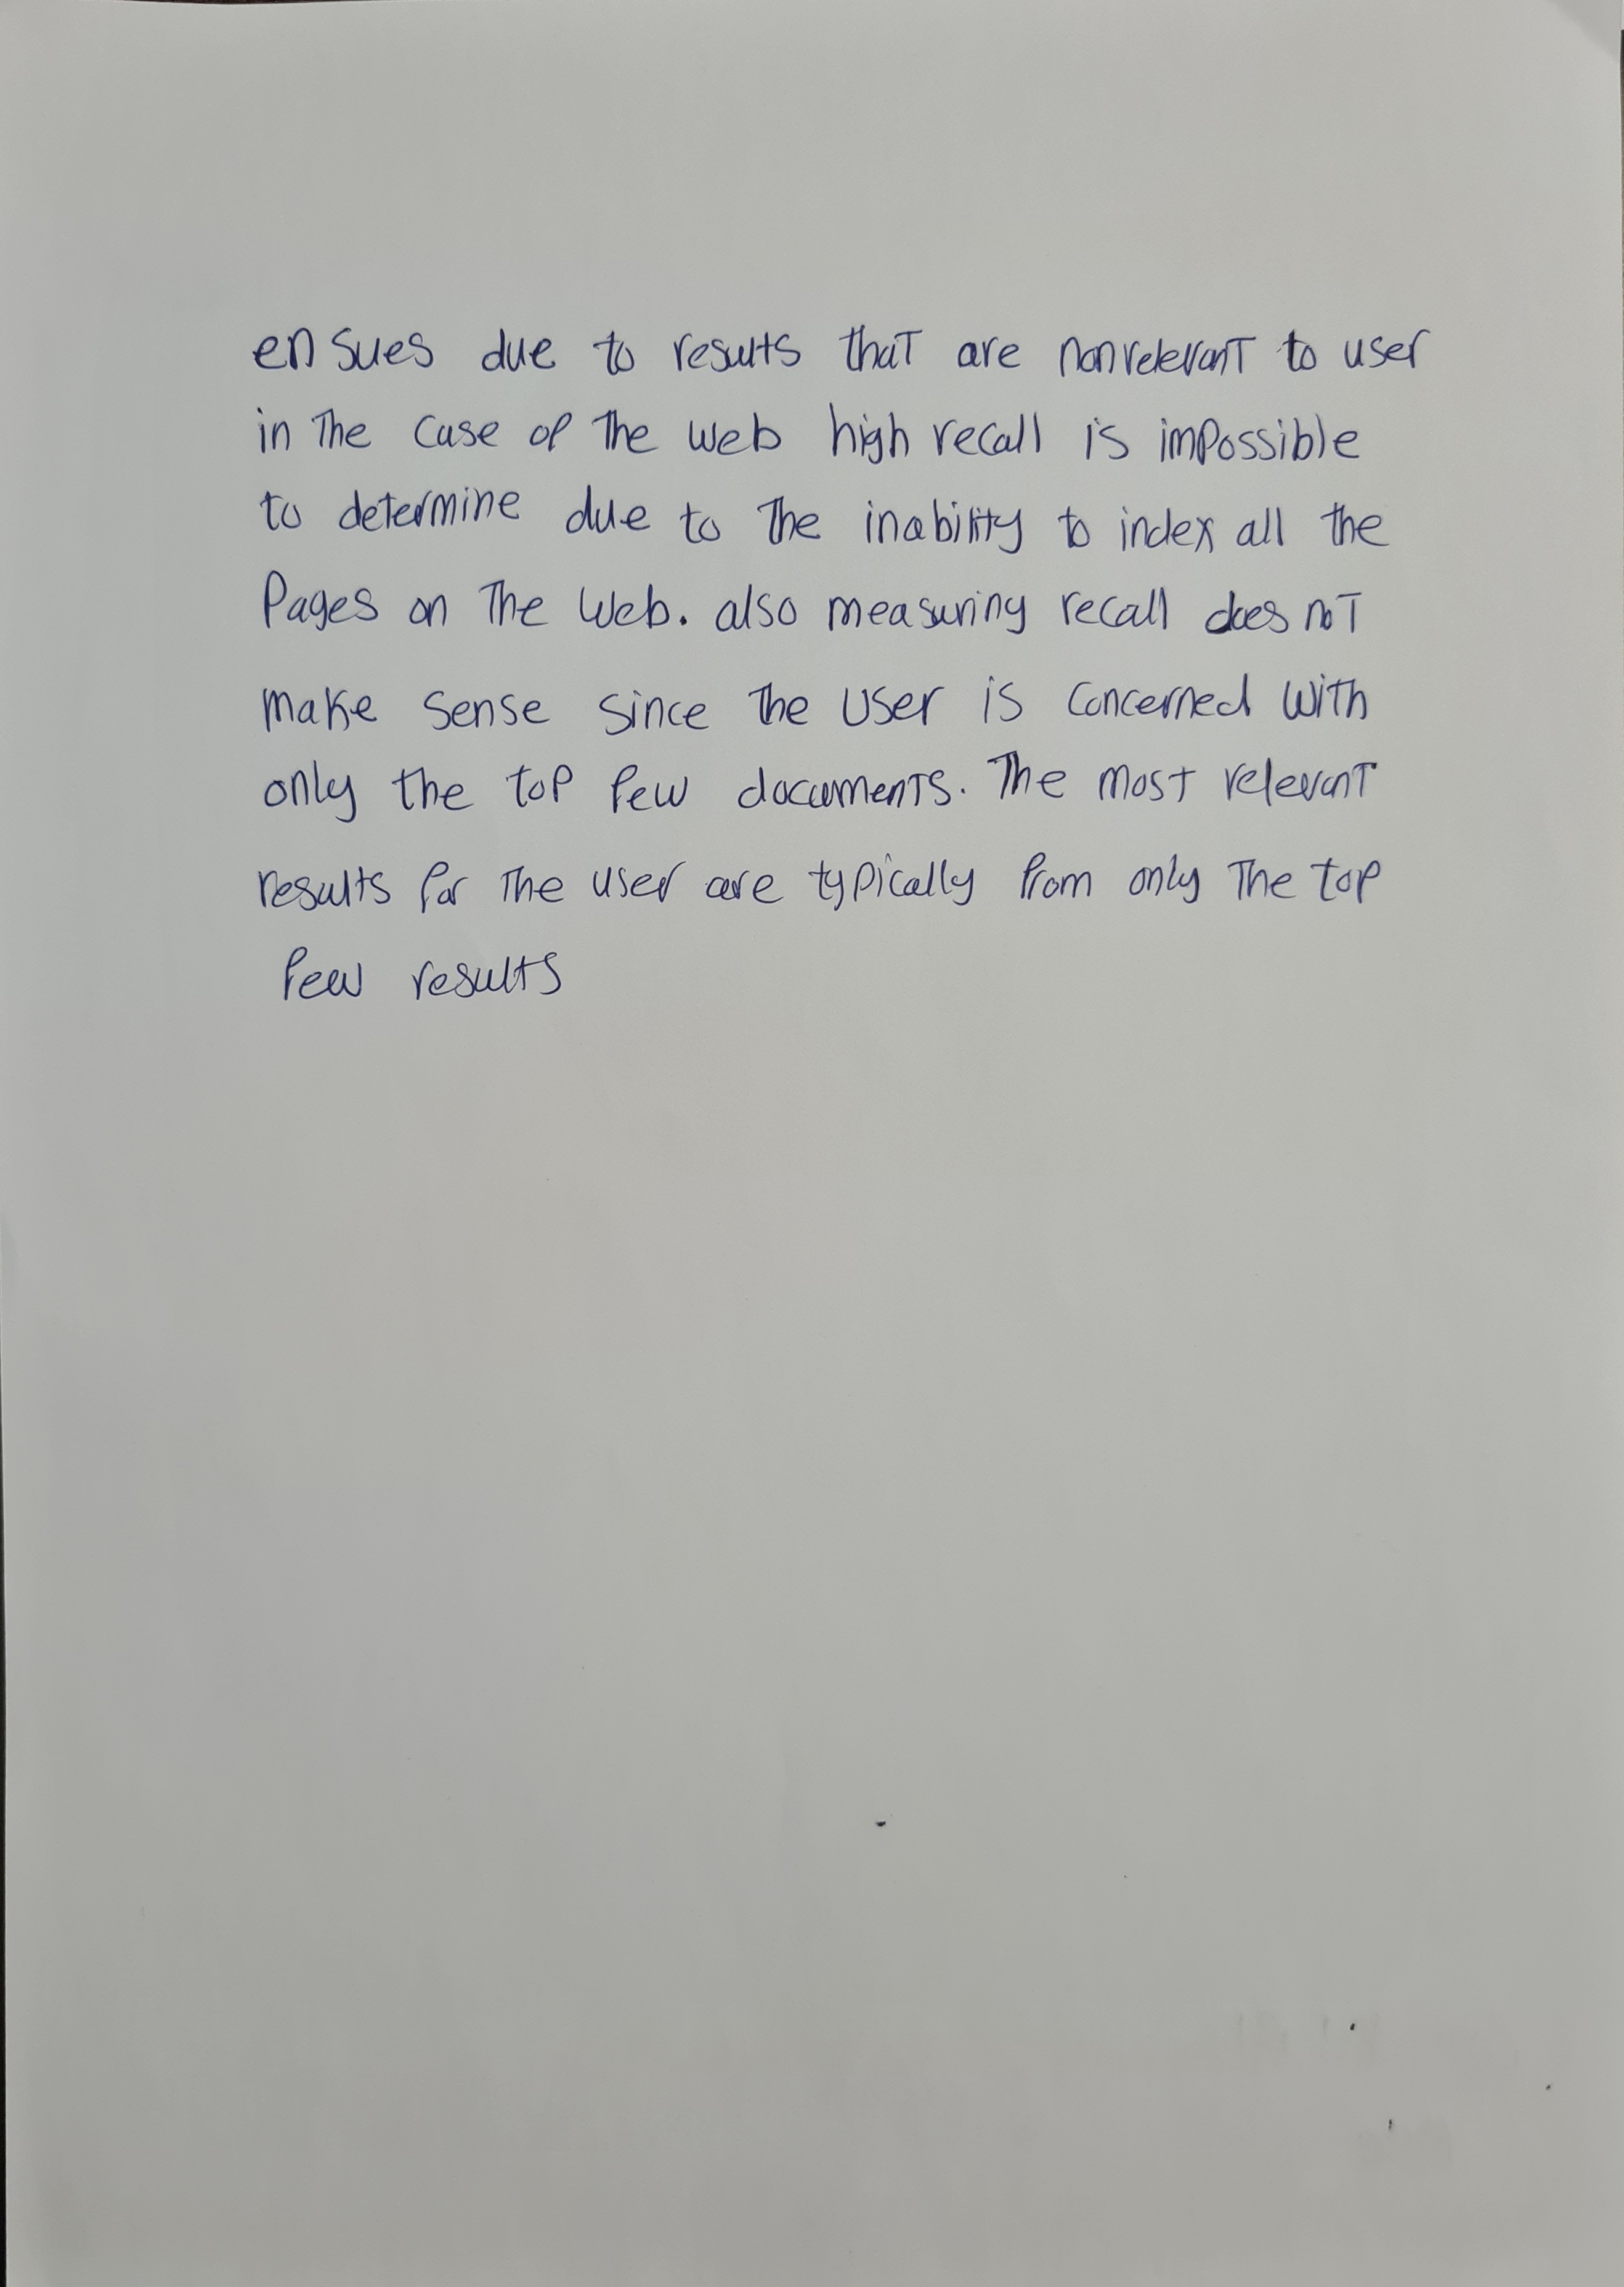 ensues due to results that are nonrelevant to user
in The case of The web high recall is impossible
to determine due to The inability to index all the
Pages on The Web. also measuring recall does not
make sense since The user is concerned with
only the top few documents. The most relevant
results for The user are typically from only The top
few results